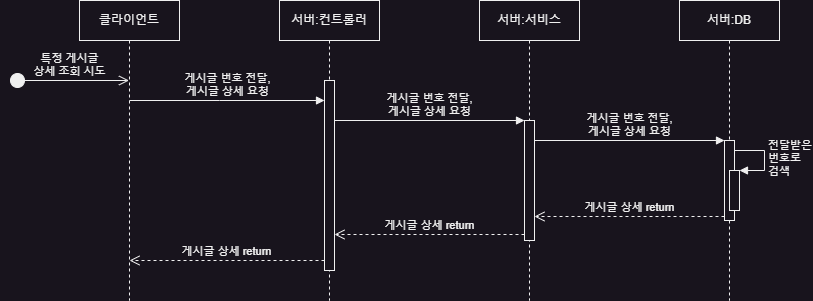 클라이언트
서버:컨트롤러
서버:서비스
서버:DB
특정 게시글
상세 조회 시도
게시글 번호 전달,
게시글 상세 요청
게시글 번호 전달,
게시글 상세 요청
게시글 번호 전달,
게시글 상세 요청
전달받은
번호로
검색
게시글 상세 return
게시글 상세 return
게시글 상세 return